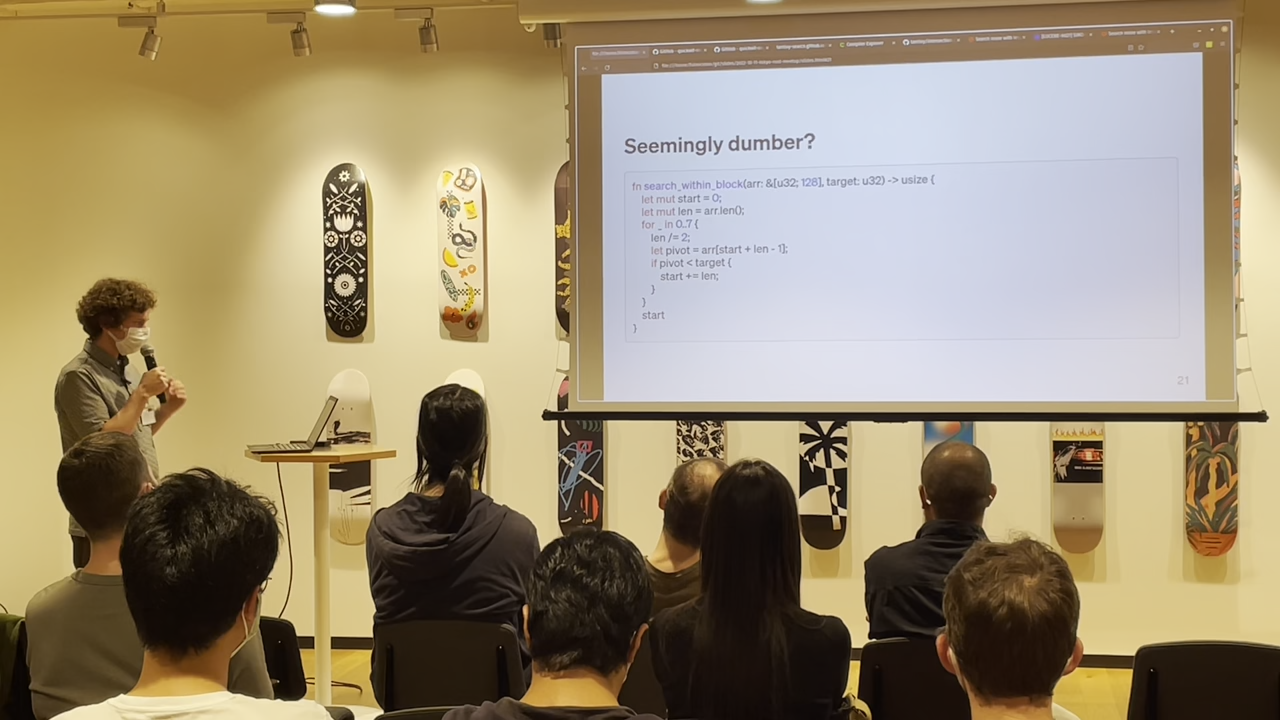 Seemingly dumber?
fn search_within_block(arr: &[u32; 128], target: u32) -> usize {
let mut start = 0;
let mut len = arr.len();
for _ in 0..7 {
len /= 2;
let pivot = arr[start + len - 1];
if pivot < target {
start += len;
}
}
start
}
21